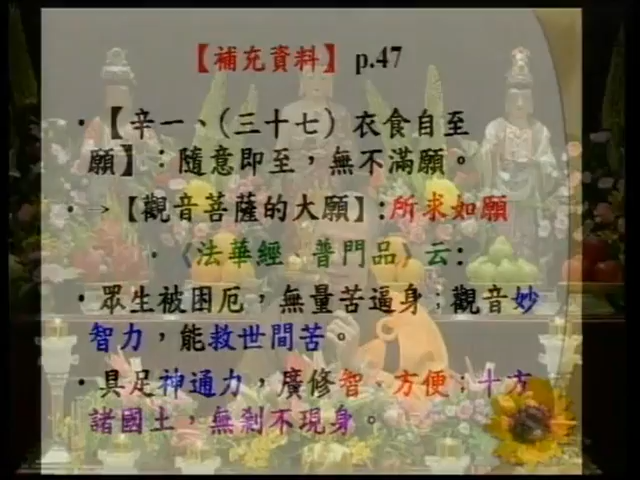 【補充資料】 p.47
・【辛一、(三十七) 衣食自至
願】：隨意即至，無不滿願。
・→【觀音菩薩的大願】:所求如願
・《法華經、普門品》云:
・眾生被困厄，無量苦逼身；觀音妙
智力，能救世間苦。
・具足神通力，廣修智、方便；十方
諸國土，無剎不現身。